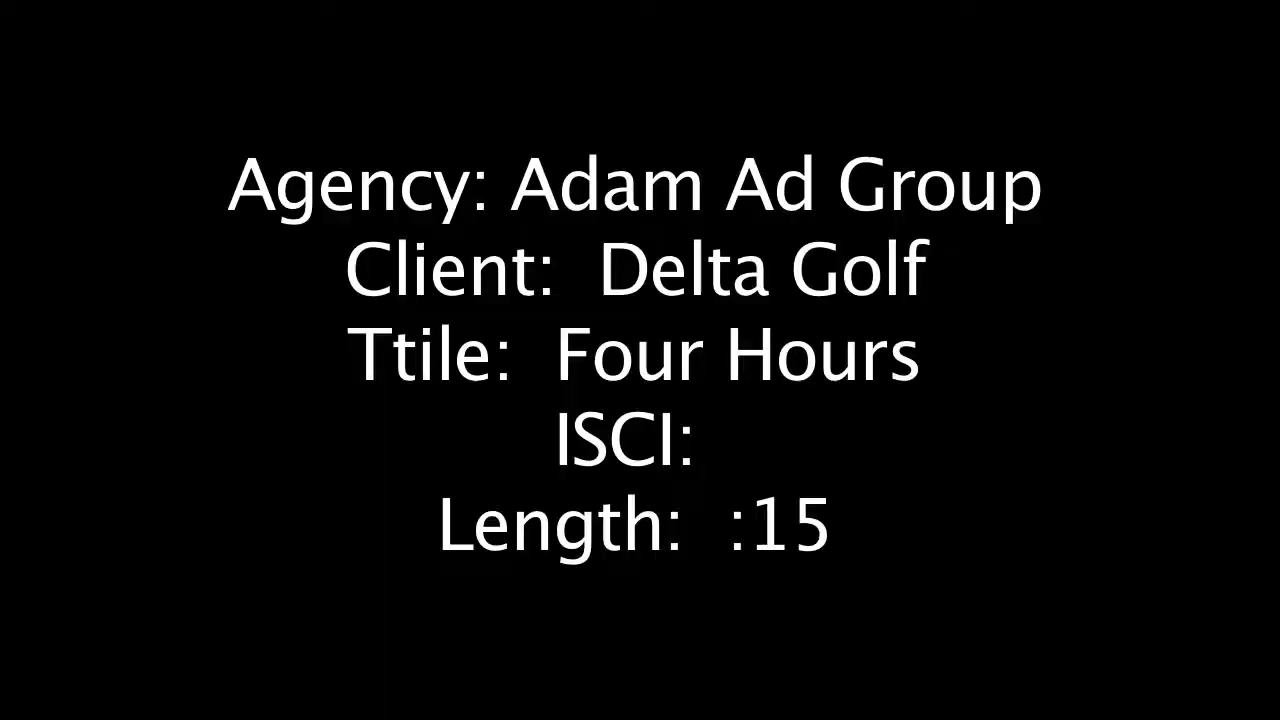 Agency: Adam Ad Group
Client:  Delta Golf
Ttile:  Four Hours
ISCI:
Length:  :15